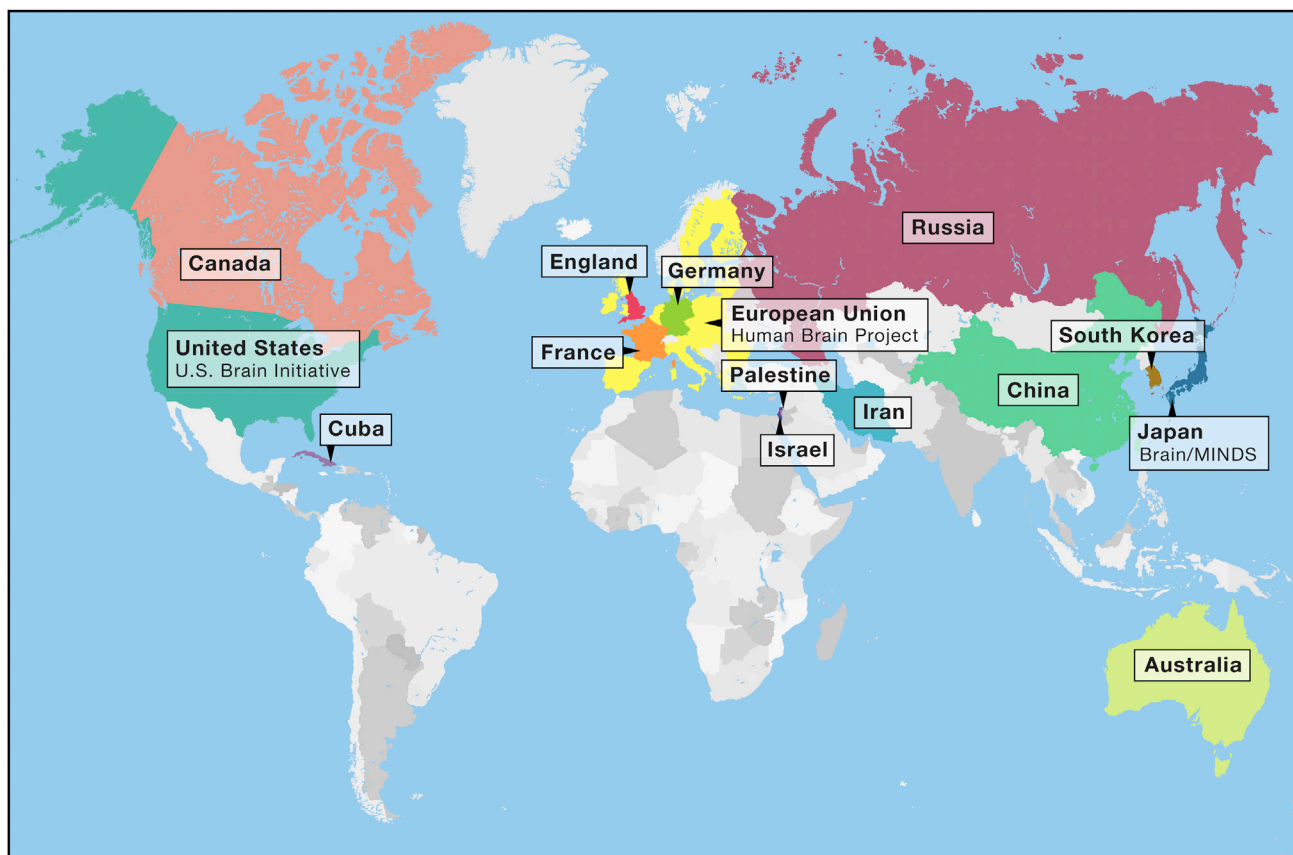 Canada
United States
U.S. Brain Initiative
Cuba
England
Germany
European Union
Human Brain Project
France
Palestine
Israel
Iran
Russia
China
South Korea
Japan
Brain/MINDS
Australia